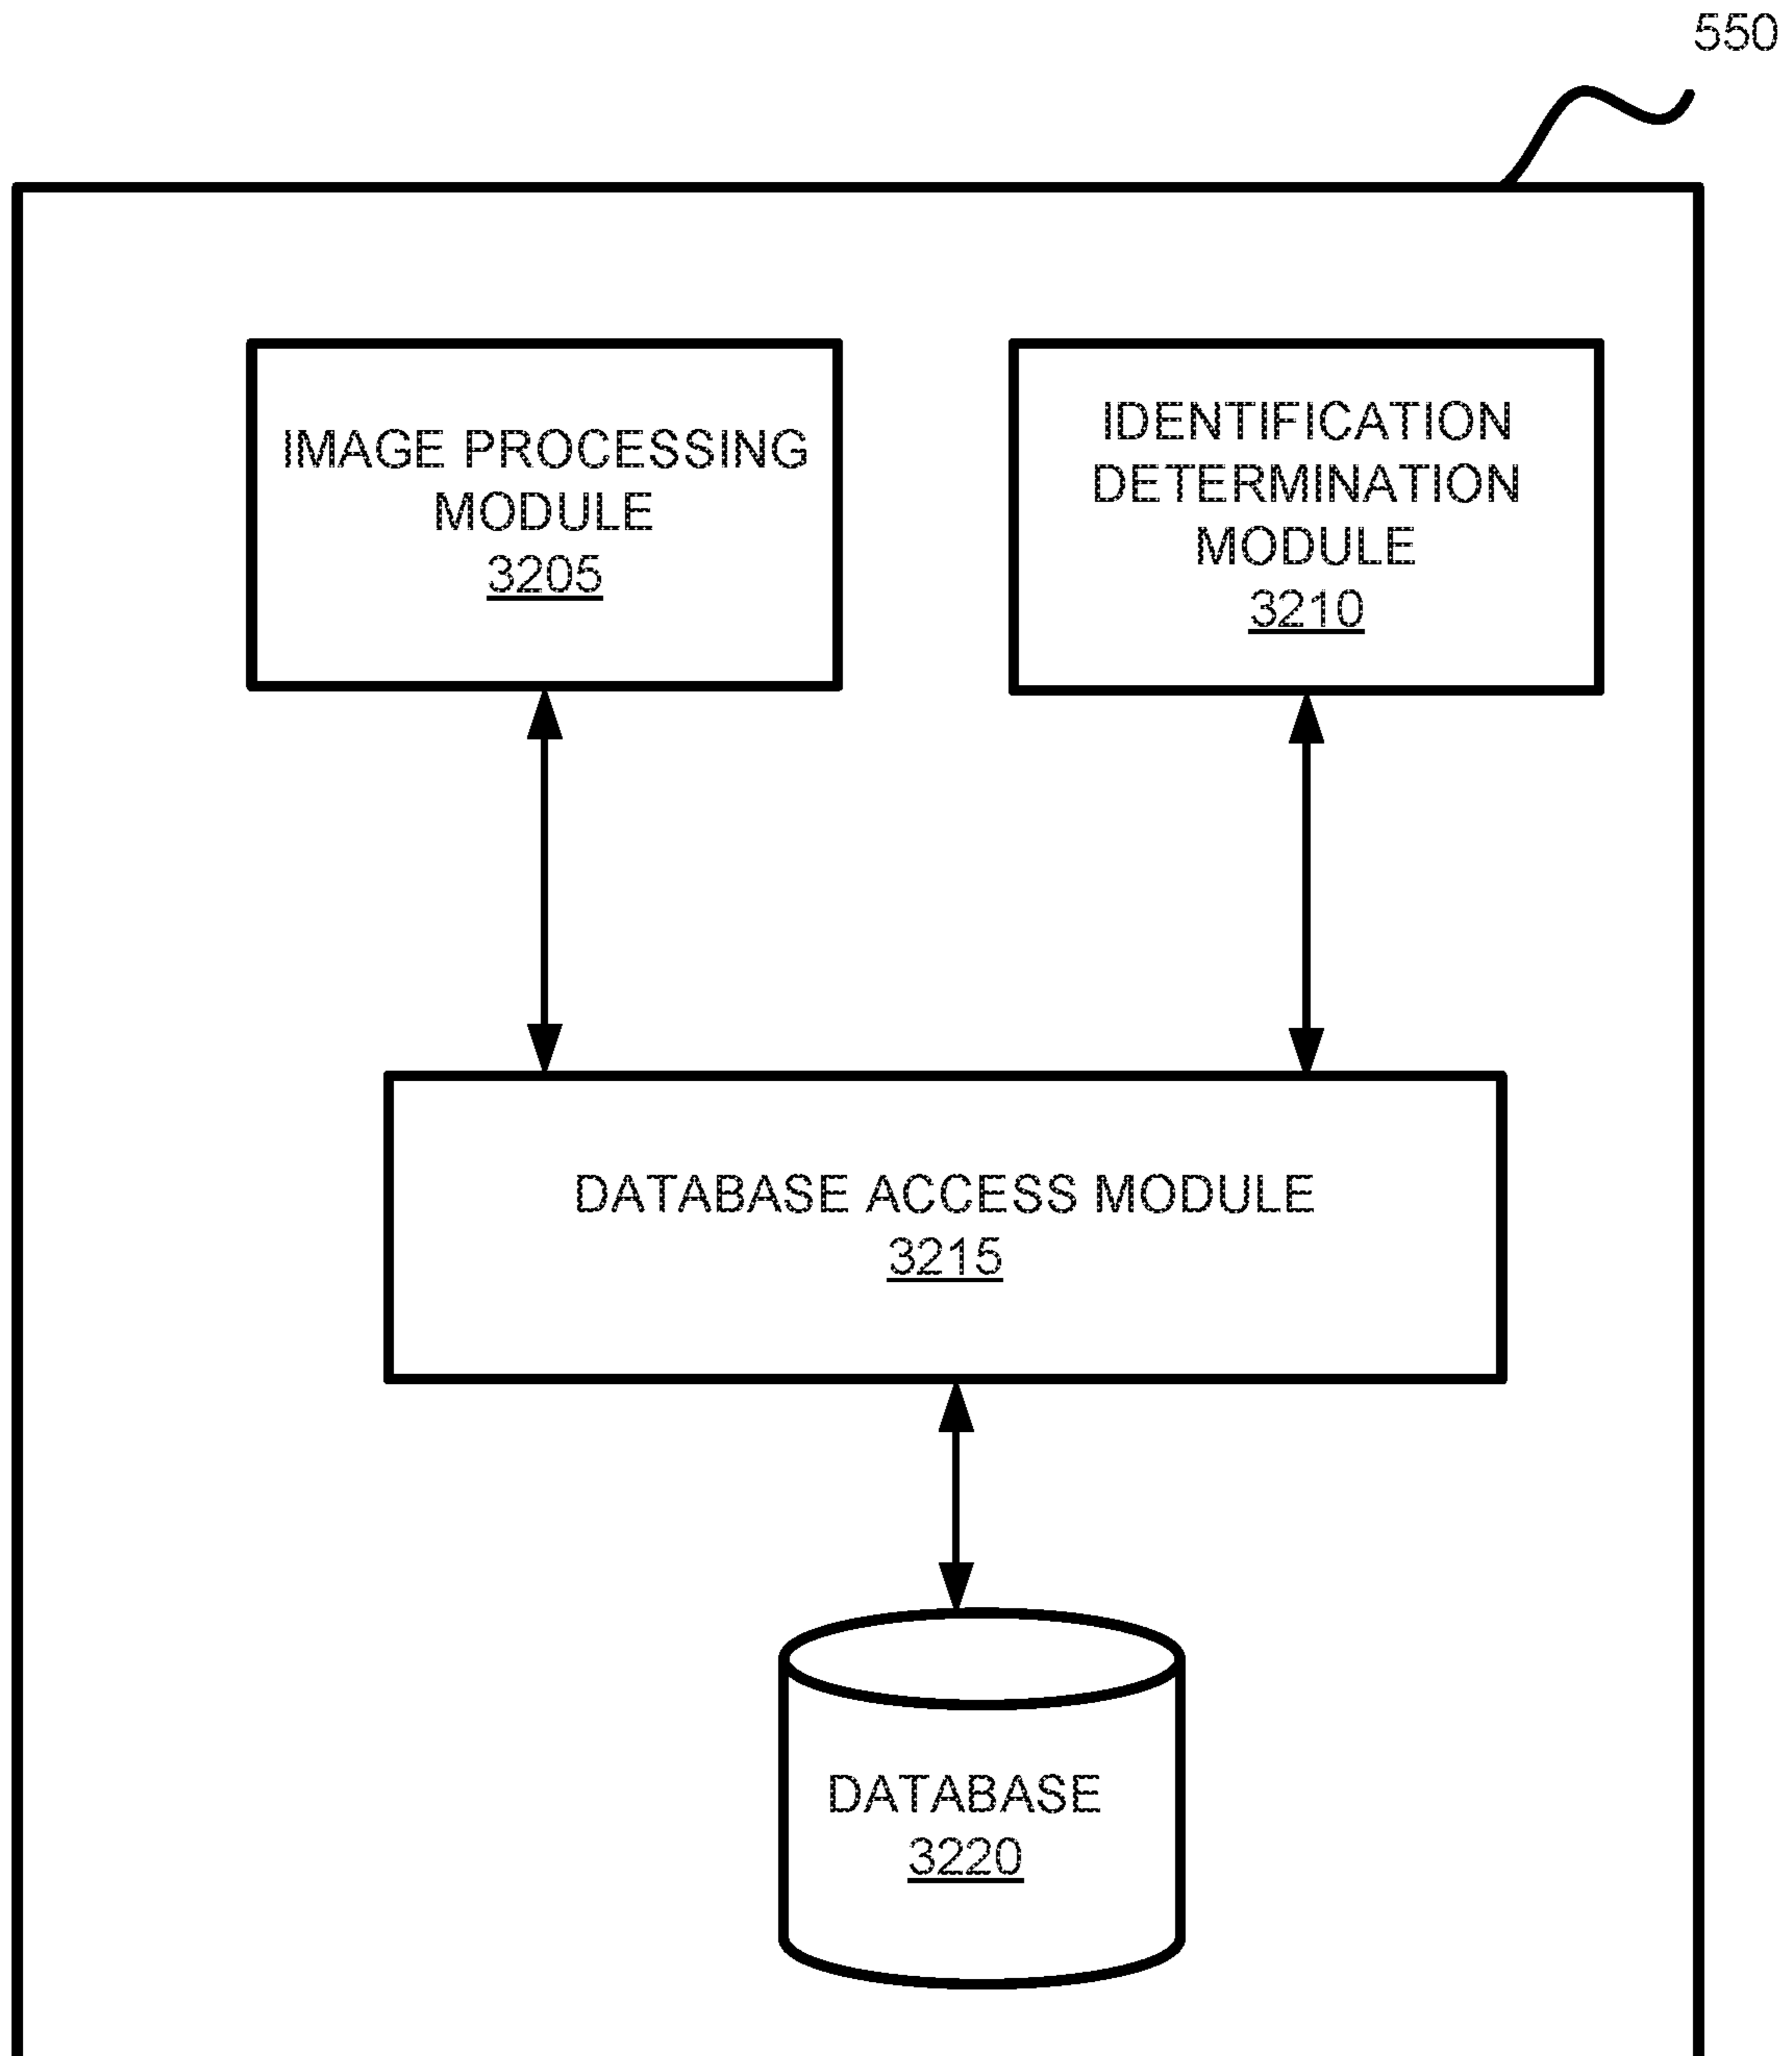 550
IMAGE PROCESSING
MODULE
3205
IDENTIFICATION
DETERMINATION
MODULE
3210
DATABASE ACCESS MODULE
3215
DATABASE
3220